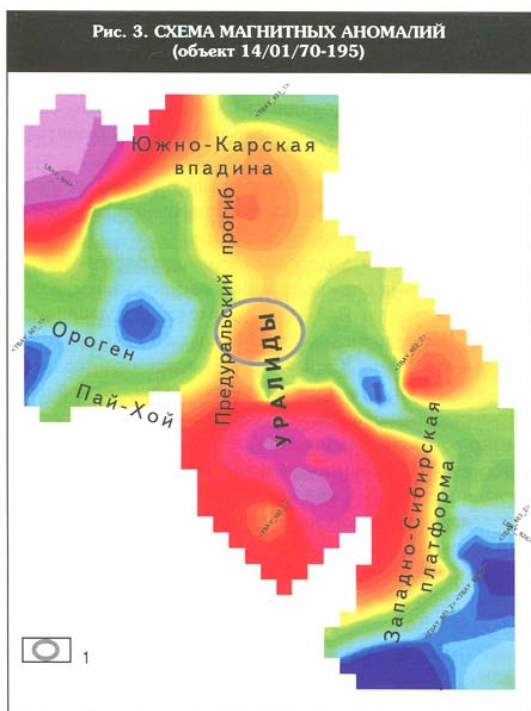 Рис. 3. СХЕМА МАГНИТНЫХ АНОМАЛИЙ
(объект 14/01/70-195)
Южно-Карская
впадина
Предуральский прогиб
УРАЛИДЫ
Ороген
Пай-Хой
Западно-Сибирская
платформа
1